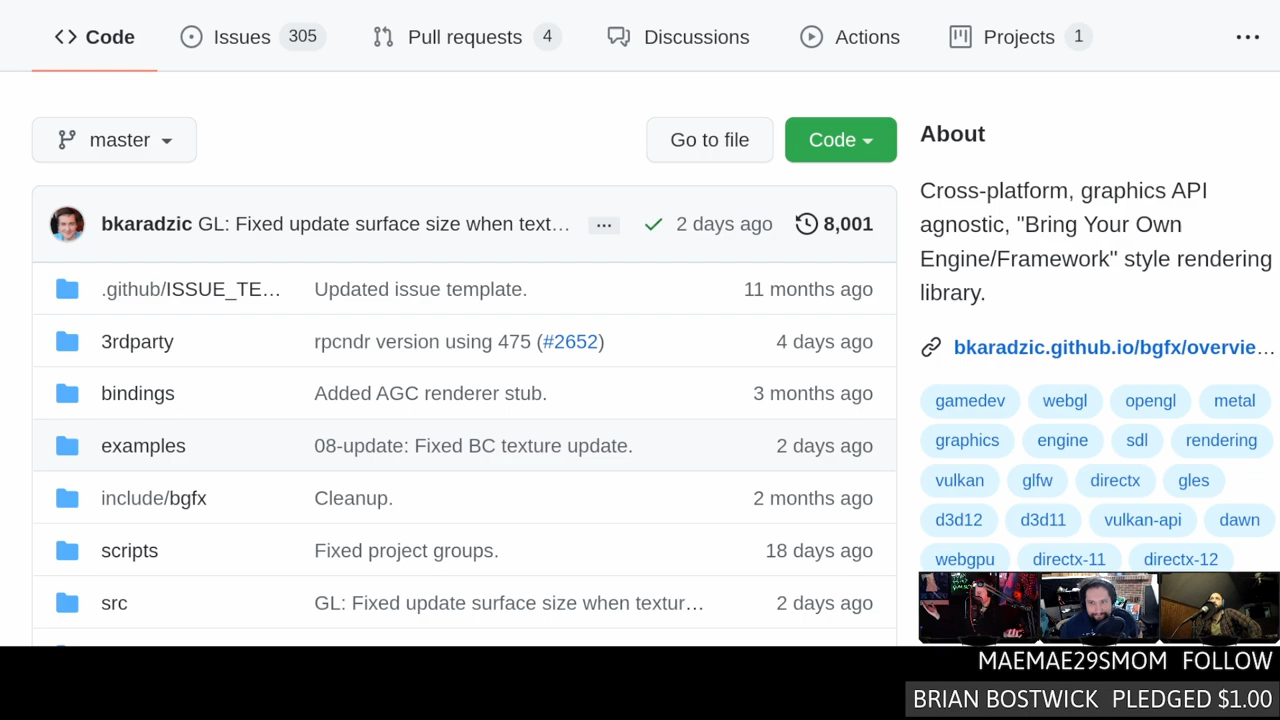 Code
Issues 305
Pull requests 4
Discussions
Actions
Projects 1
...
master
Go to file
Code
bkaradzic GL: Fixed update surface size when text… ... 2 days ago 8,001
.github/ISSUE_TE… Updated issue template. 11 months ago
3rdparty rpcndr version using 475 (#2652) 4 days ago
bindings Added AGC renderer stub. 3 months ago
examples 08-update: Fixed BC texture update. 2 days ago
include/bgfx Cleanup. 2 months ago
scripts Fixed project groups. 18 days ago
src GL: Fixed update surface size when textur… 2 days ago
About
Cross-platform, graphics API
agnostic, "Bring Your Own
Engine/Framework" style rendering
library.
bkaradzic.github.io/bgfx/overvie…
gamedev webgl opengl metal
graphics engine sdl rendering
vulkan glfw directx gles
d3d12 d3d11 vulkan-api dawn
webgpu directx-11 directx-12
MAEMAE29SMOM FOLLOW
BRIAN BOSTWICK PLEDGED $1.00